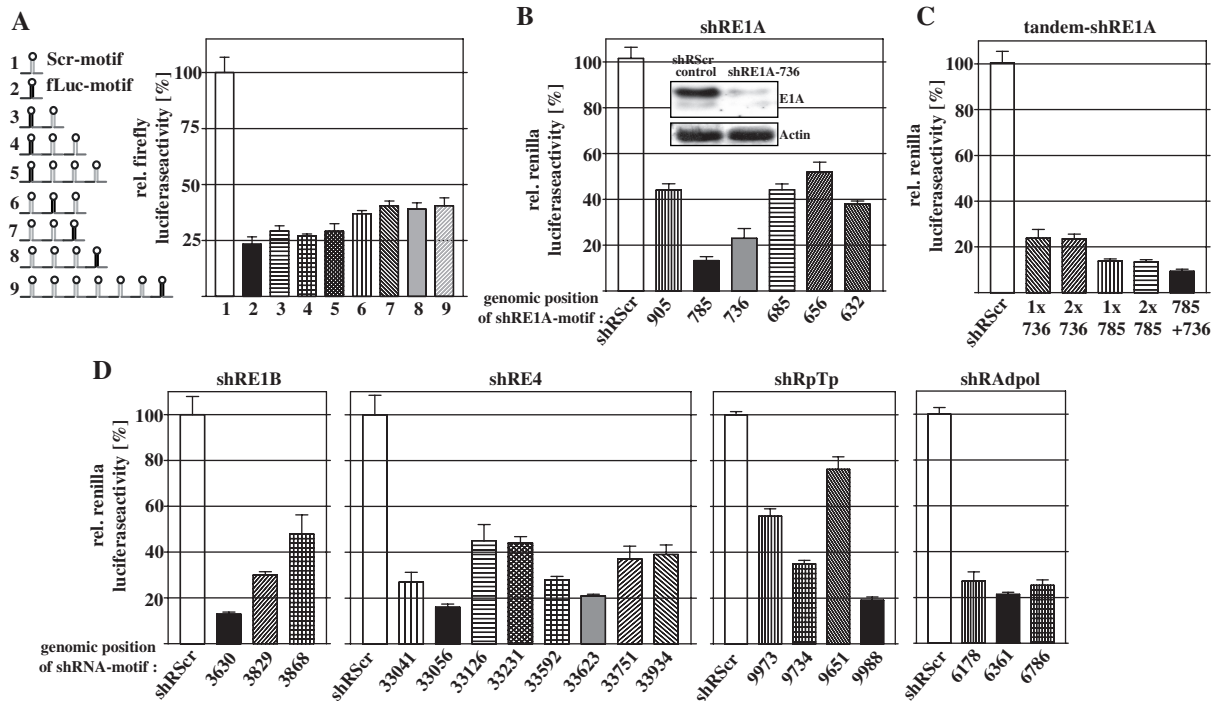 A
1 Scr-motif
2 fLuc-motif
3
4
5
6
7
8
9
rel. firefly
luciferaseactivity [%]
100
75
50
25
1 2 3 4 5 6 7 8 9
B
shRE1A
rel. renilla
luciferaseactivity [%]
100
80
60
40
20
shRScr
control
shRE1A-736
E1A
Actin
genomic position
of shRE1A-motif :
shRScr 905 785 736 685 656 632
C
tandem-shRE1A
rel. renilla
luciferaseactivity [%]
100
80
60
40
20
shRScr
1x 2x 1x 2x 785
736 736 785 785 +736
D
shRE1B
shRE4
shRpTp
shRAdpol
rel. renilla
luciferaseactivity [%]
100
80
60
40
20
genomic position
of shRNA-motif :
shRScr 3630 3829 3868
shRScr 33041 33056 33126 33231 33592 33623 33751 33934
shRScr 9973 9734 9651 9988
shRScr 6178 6361 6786